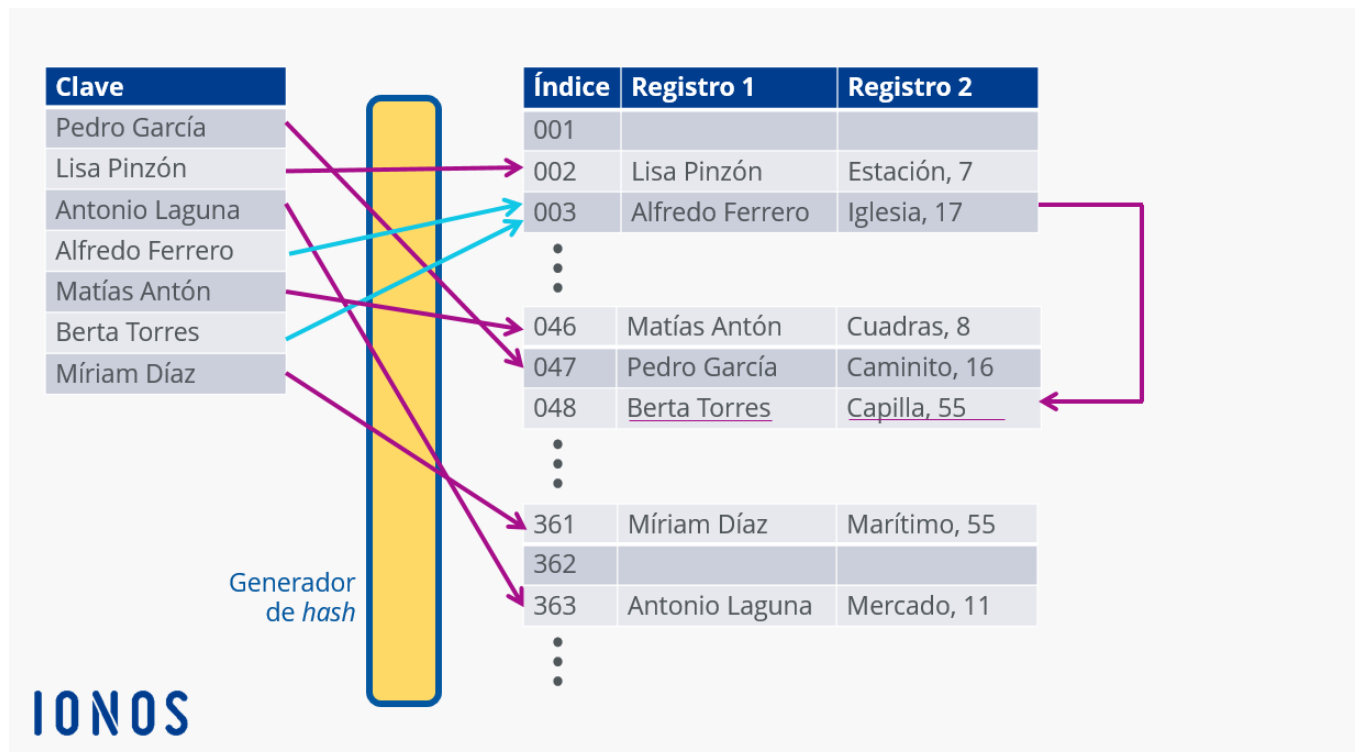 Clave
Pedro García
Lisa Pinzón
Antonio Laguna
Alfredo Ferrero
Matías Antón
Berta Torres
Míriam Díaz
Generador
de hash
Índice Registro 1 Registro 2
001
002 Lisa Pinzón Estación, 7
003 Alfredo Ferrero Iglesia, 17
046 Matías Antón Cuadras, 8
047 Pedro García Caminito, 16
048 Berta Torres Capilla, 55
361 Míriam Díaz Marítimo, 55
362
363 Antonio Laguna Mercado, 11
IONOS